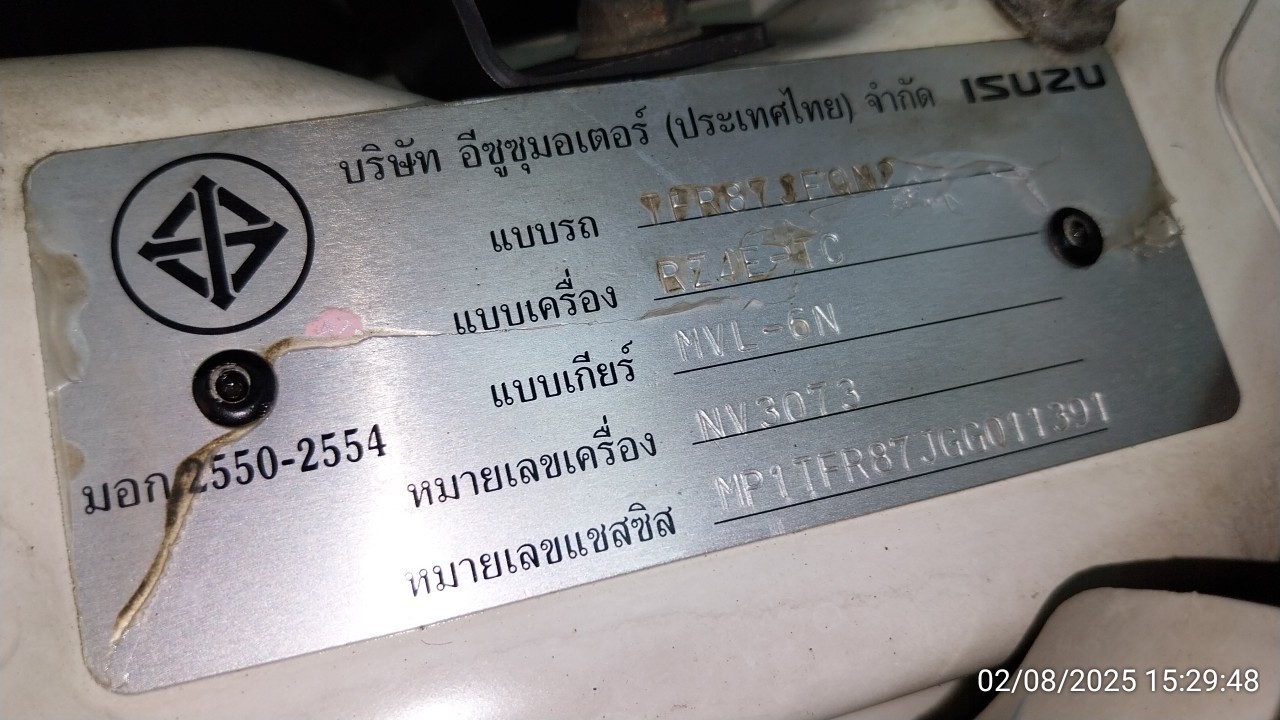 บริษัท อีซูซุมอเตอร์ (ประเทศไทย) จำกัด ISUZU
แบบรถ
แบบเครื่อง RZ4E-TC
แบบเกียร์ MVL-6N
หมายเลขเครื่อง NV3073
หมายเลขแชสซิส MP1TFR87JGG011391
มอก 2550-2554
02/08/2025 15:29:48